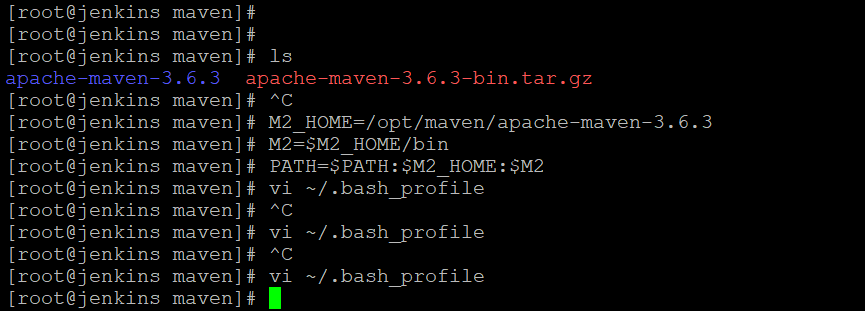 [root@jenkins maven]#
[root@jenkins maven]#
[root@jenkins maven]# ls
apache-maven-3.6.3  apache-maven-3.6.3-bin.tar.gz
[root@jenkins maven]# ^C
[root@jenkins maven]# M2_HOME=/opt/maven/apache-maven-3.6.3
[root@jenkins maven]# M2=$M2_HOME/bin
[root@jenkins maven]# PATH=$PATH:$M2_HOME:$M2
[root@jenkins maven]# vi ~/.bash_profile
[root@jenkins maven]# ^C
[root@jenkins maven]# vi ~/.bash_profile
[root@jenkins maven]# ^C
[root@jenkins maven]# vi ~/.bash_profile
[root@jenkins maven]#